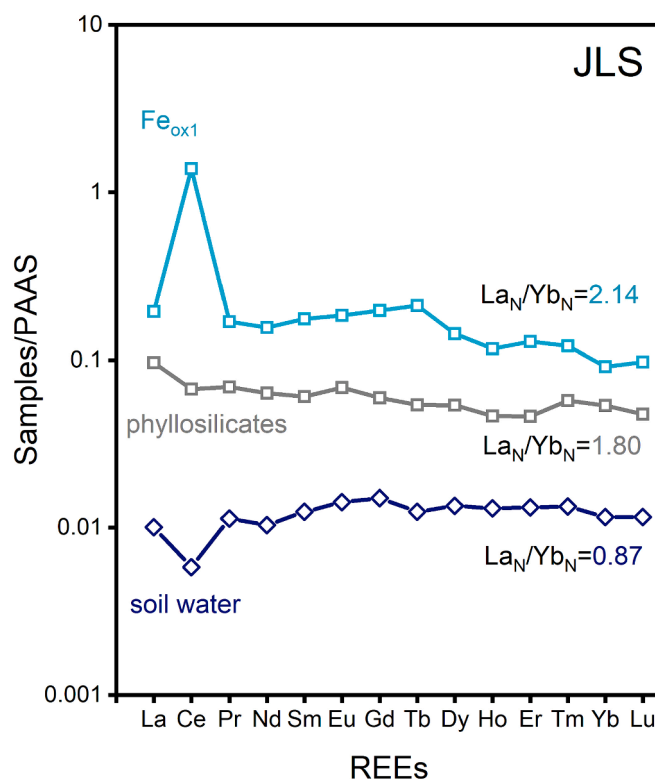 10
JLS
Feox1
1
Samples/PAAS
LaN/YbN=2.14
0.1
phyllosilicates
LaN/YbN=1.80
0.01
LaN/YbN=0.87
soil water
0.001
La Ce Pr Nd Sm Eu Gd Tb Dy Ho Er Tm Yb Lu
REEs